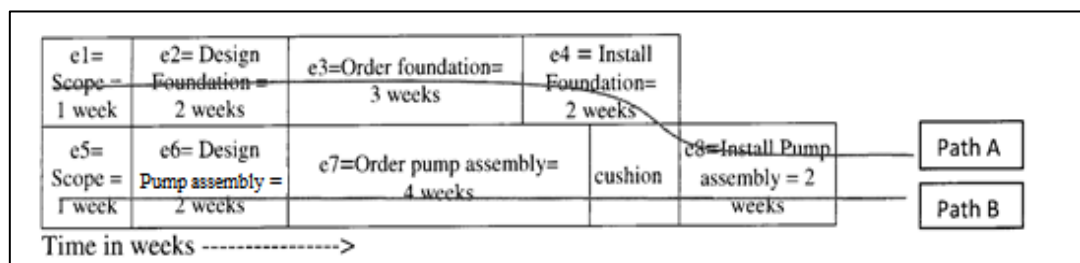 e1=
Scope =
1 week
e2= Design
Foundation =
2 weeks
e3=Order foundation=
3 weeks
e4 = Install
Foundation=
2 weeks
e5=
Scope =
1 week
e6= Design
Pump assembly =
2 weeks
e7=Order pump assembly=
4 weeks
cushion
e8=Install Pump
assembly = 2
weeks
Path A
Path B
Time in weeks ---------------->